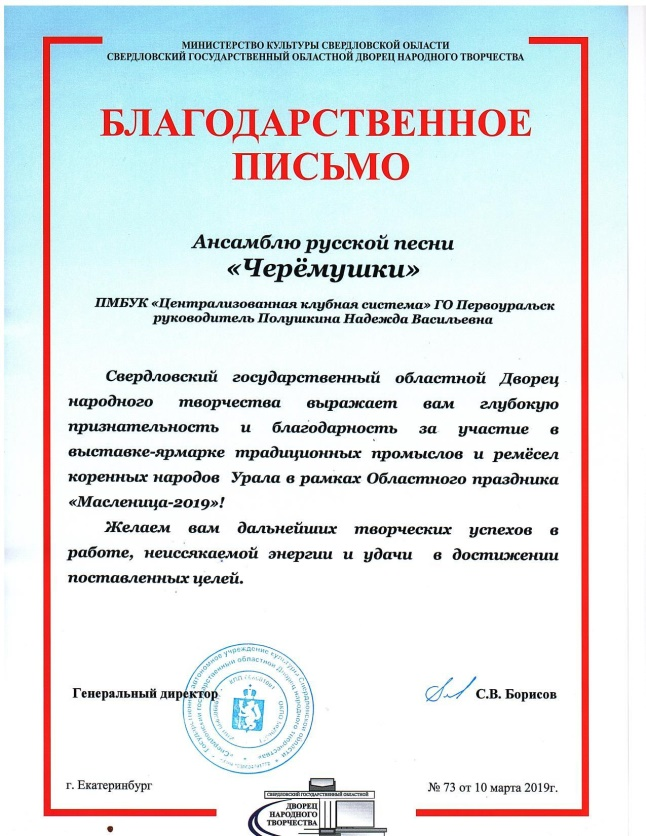 МИНИСТЕРСТВО КУЛЬТУРЫ СВЕРДЛОВСКОЙ ОБЛАСТИ
СВЕРДЛОВСКИЙ ГОСУДАРСТВЕННЫЙ ОБЛАСТНОЙ ДВОРЕЦ НАРОДНОГО ТВОРЧЕСТВА
БЛАГОДАРСТВЕННОЕ
ПИСЬМО
Ансамблю русской песни
«Черёмушки»
ПМБУК «Централизованная клубная система» ГО Первоуральск
руководитель Полушкина Надежда Васильевна
Свердловский государственный областной Дворец
народного творчества выражает вам глубокую
признательность и благодарность за участие в
выставке-ярмарке традиционных промыслов и ремёсел
коренных народов Урала в рамках Областного праздника
«Масленица-2019»!
Желаем вам дальнейших творческих успехов в
работе, неиссякаемой энергии и удачи в достижении
поставленных целей.
Генеральный директор
С.В. Борисов
г. Екатеринбург
№ 73 от 10 марта 2019г.
СВЕРДЛОВСКИЙ ГОСУДАРСТВЕННЫЙ ОБЛАСТНОЙ
ДВОРЕЦ
НАРОДНОГО
ТВОРЧЕСТВА